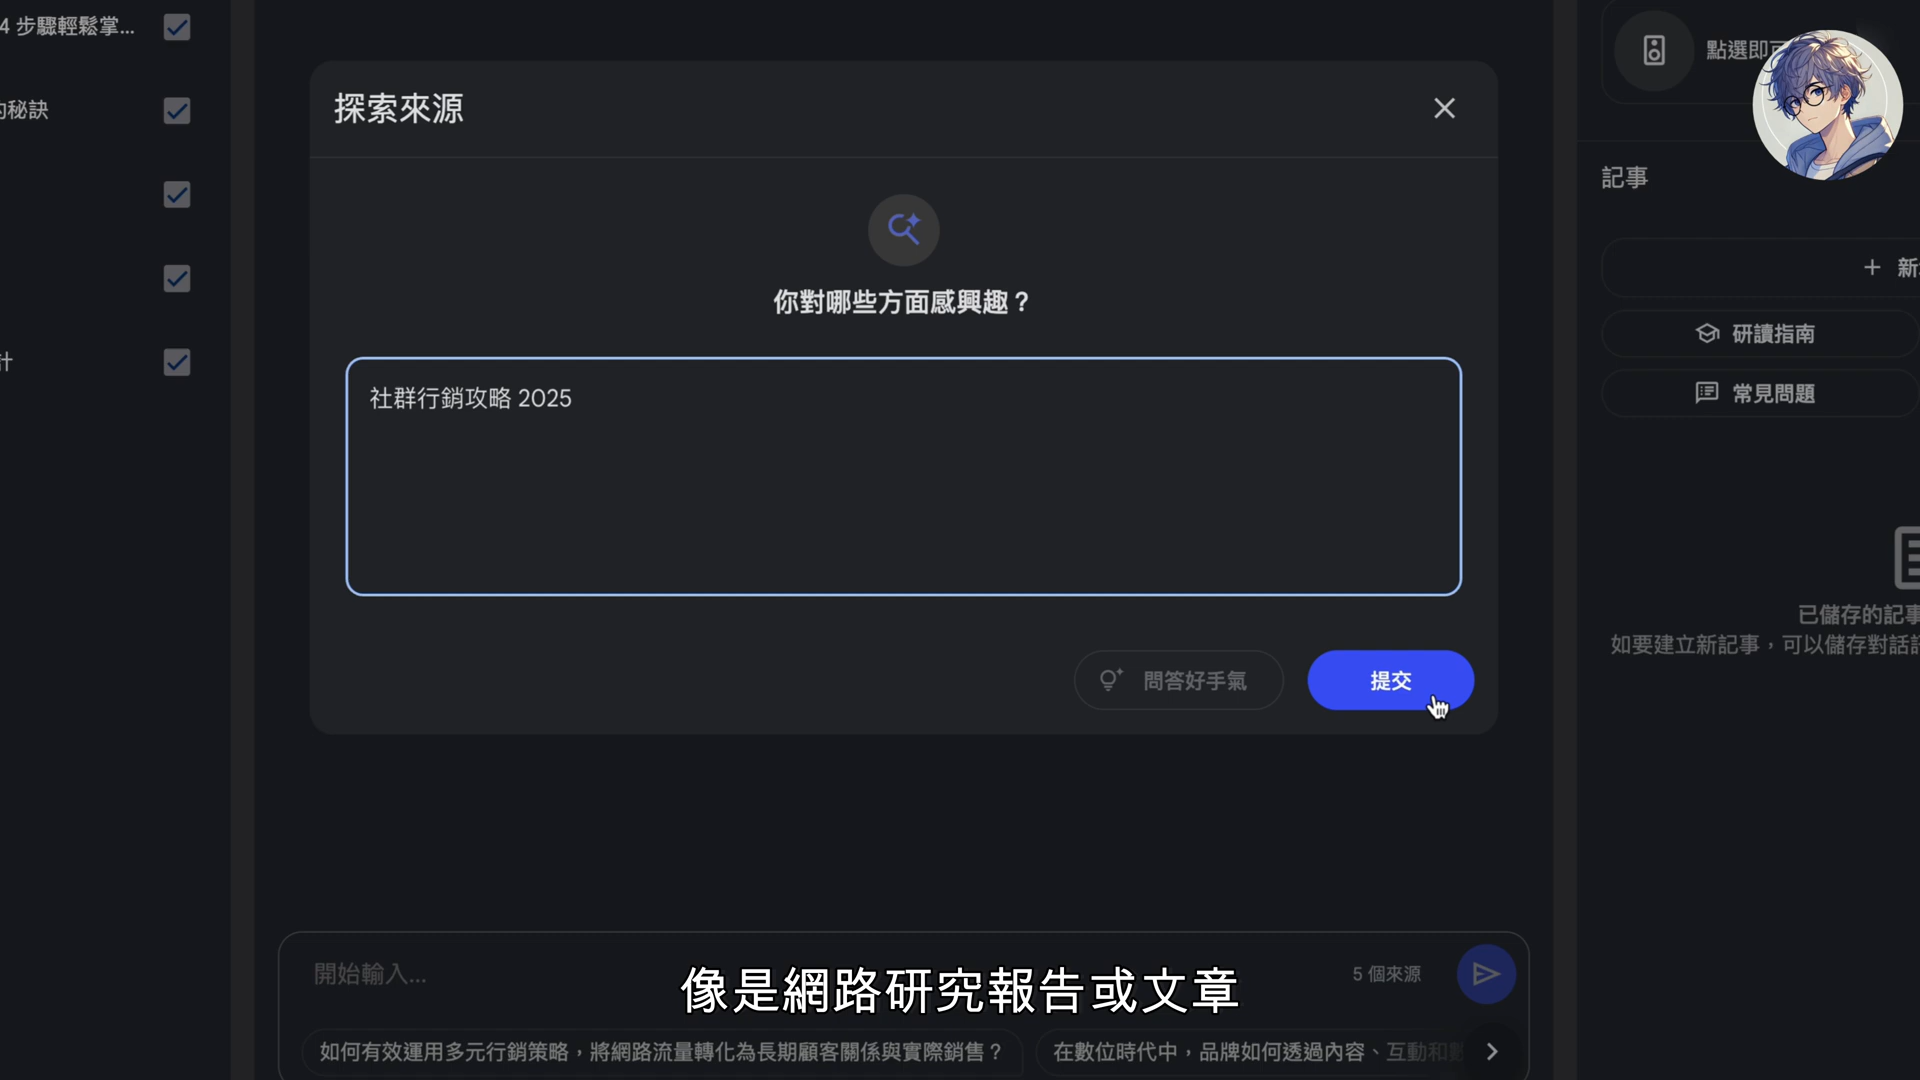 4 步驟輕鬆掌...
的秘訣
計
探索來源
你對哪些方面感興趣？
社群行銷攻略 2025
問答好手氣
提交
點選即可
記事
+ 新
研讀指南
常見問題
已儲存的記事
如要建立新記事，可以儲存對話
開始輸入...
5 個來源
像是網路研究報告或文章
如何有效運用多元行銷策略，將網路流量轉化為長期顧客關係與實際銷售？
在數位時代中，品牌如何透過內容、互動和數